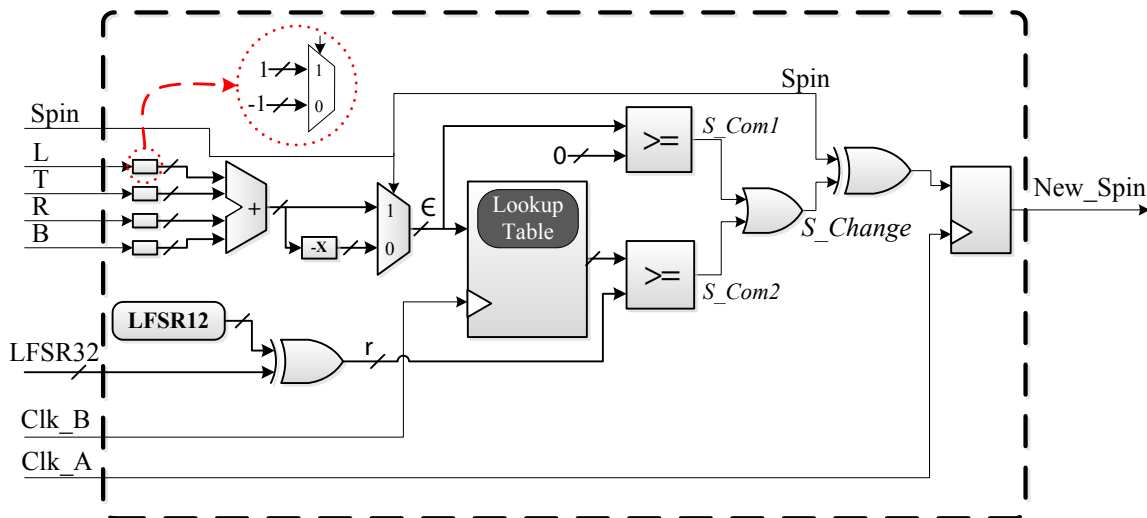 1
1
-1
0
Spin
Spin
L
T
R
B
+
-X
1
0
ϵ
Lookup
Table
0
>=
S_Com1
>=
S_Com2
S_Change
New_Spin
LFSR12
LFSR32
r
Clk_B
Clk_A